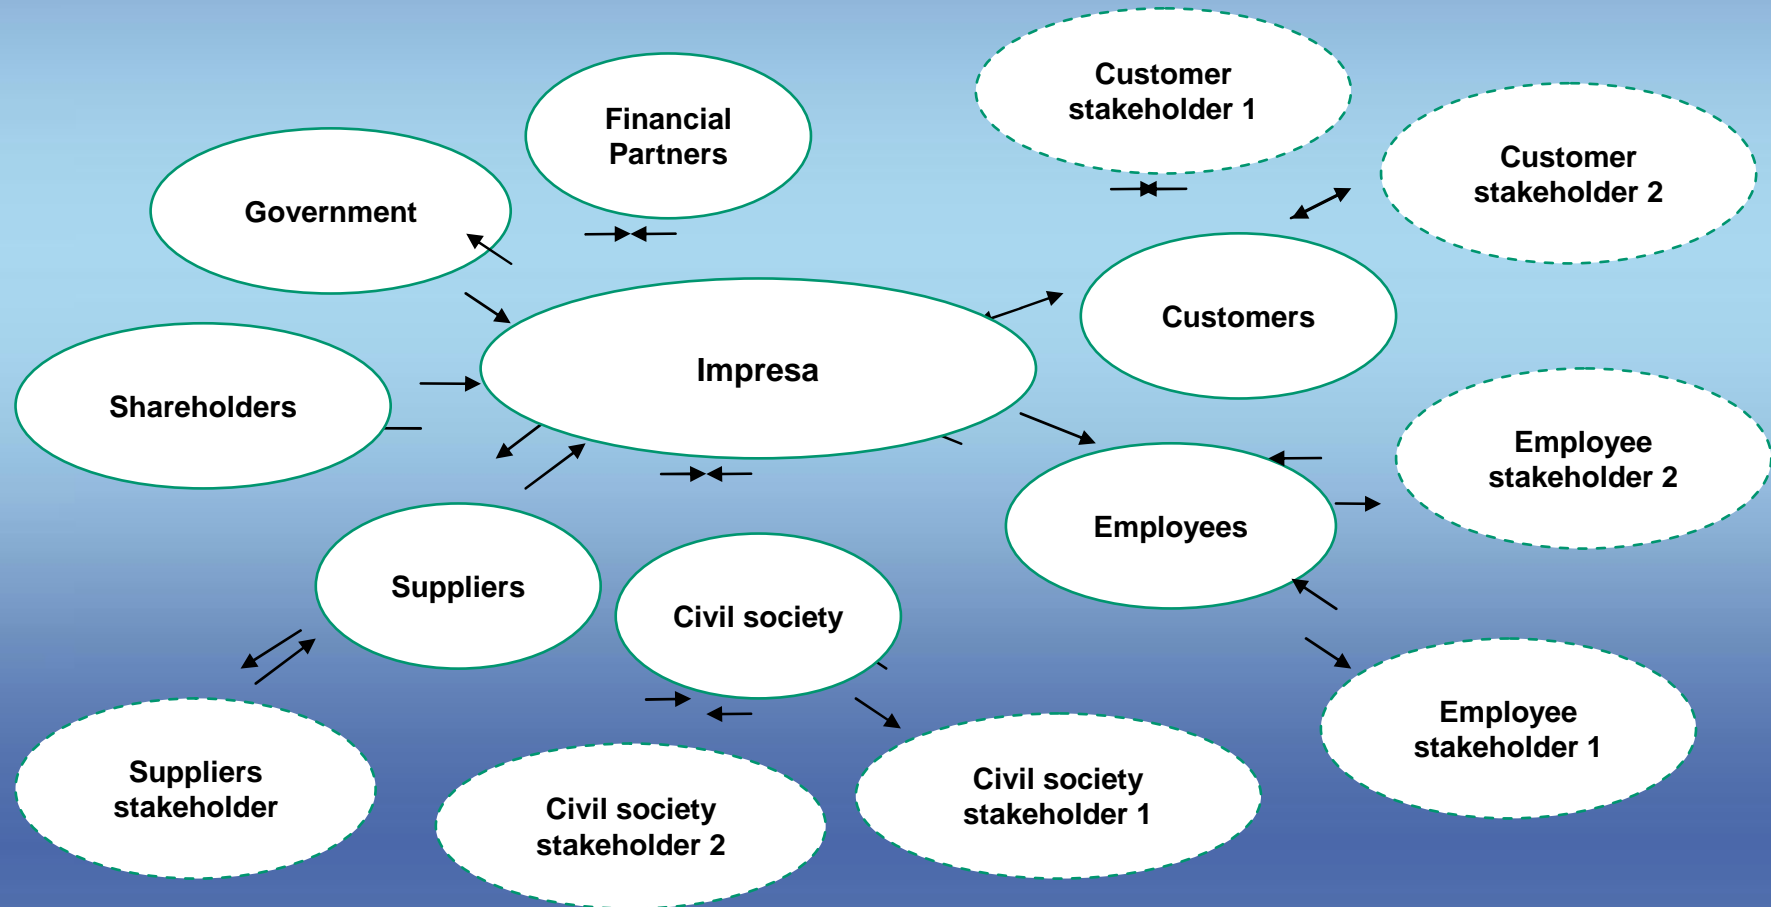 Customer
stakeholder 1
Financial
Partners
Customer
stakeholder 2
Government
Customers
Impresa
Shareholders
Employee
stakeholder 2
Employees
Suppliers
Civil society
Employee
stakeholder 1
Suppliers
stakeholder
Civil society
stakeholder 1
Civil society
stakeholder 2